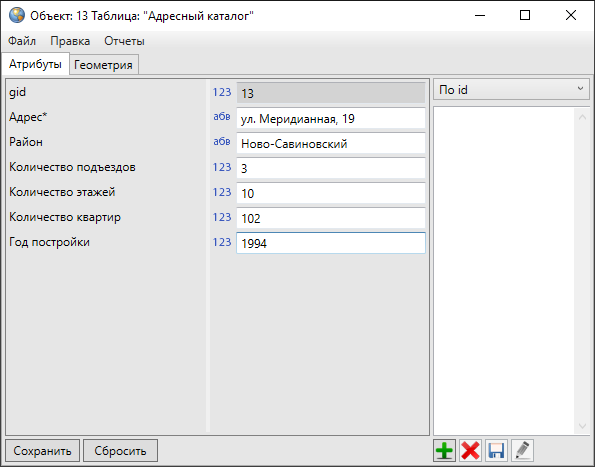 Объект: 13 Таблица: "Адресный каталог"
Файл Правка Отчеты
Атрибуты Геометрия
gid 123 13
Адрес* абв ул. Меридианная, 19
Район абв Ново-Савиновский
Количество подъездов 123 3
Количество этажей 123 10
Количество квартир 123 102
Год постройки 123 1994
По id
Сохранить Сбросить